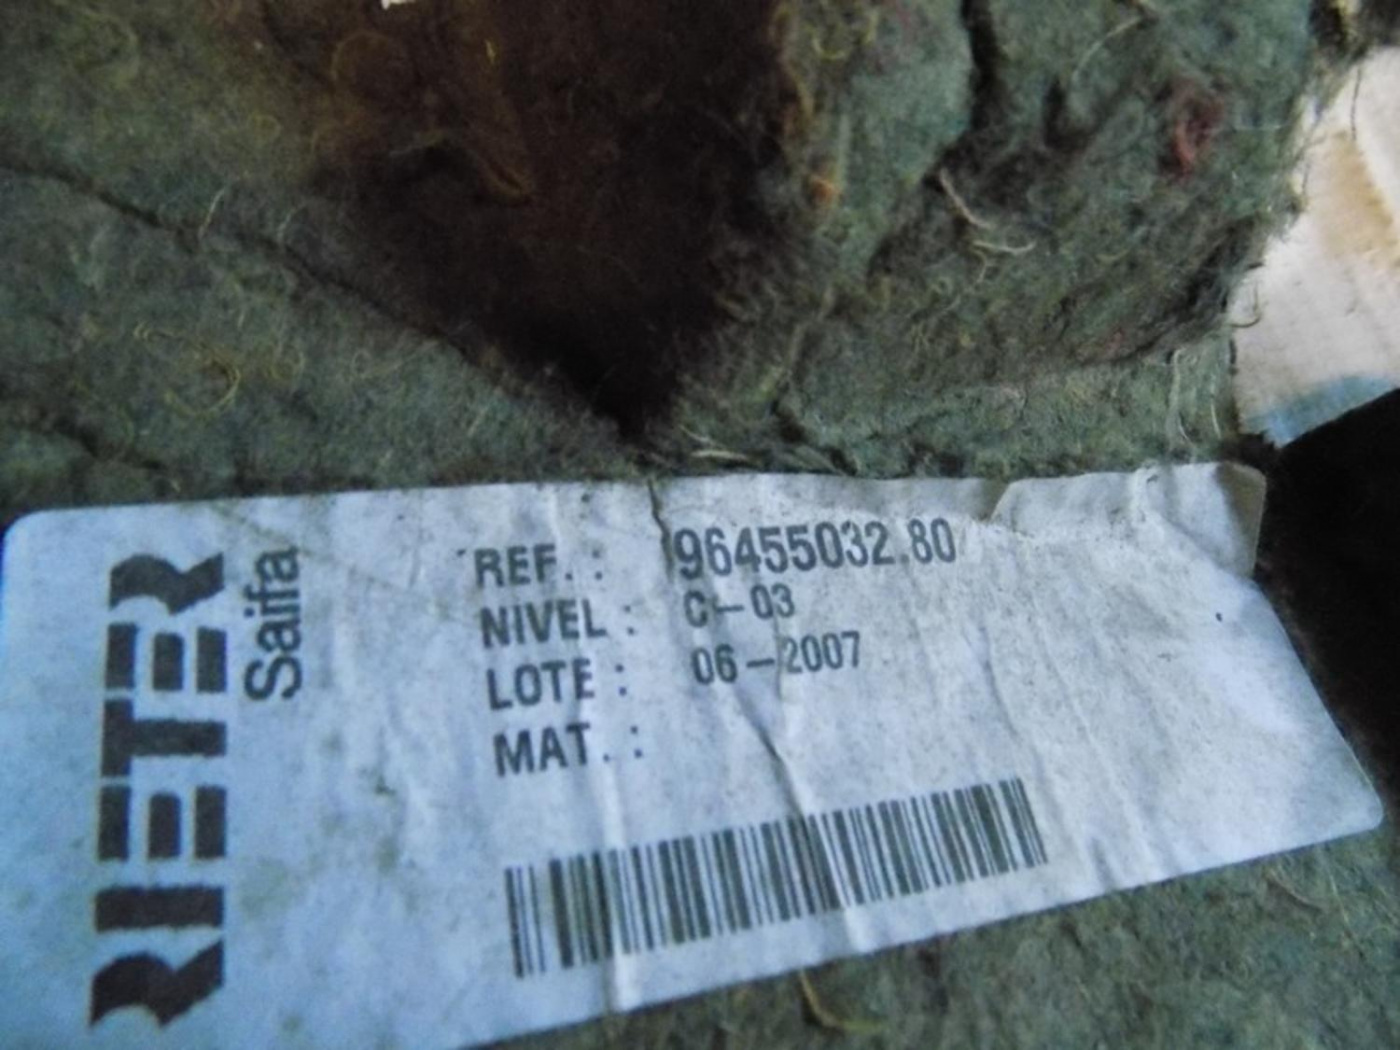 RIETER
Saifa
REF. : 96455032.80
NIVEL : C-03
LOTE : 06-2007
MAT. :